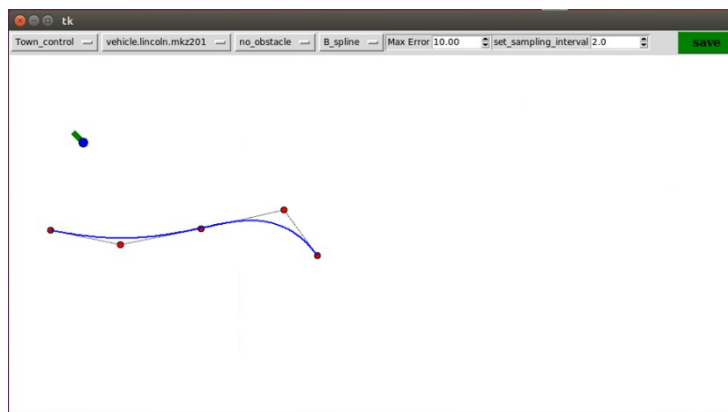 tk
Town_control vehicle.lincoln.mkz201 no_obstacle B_spline Max Error 10.00 set_sampling_interval 2.0 save